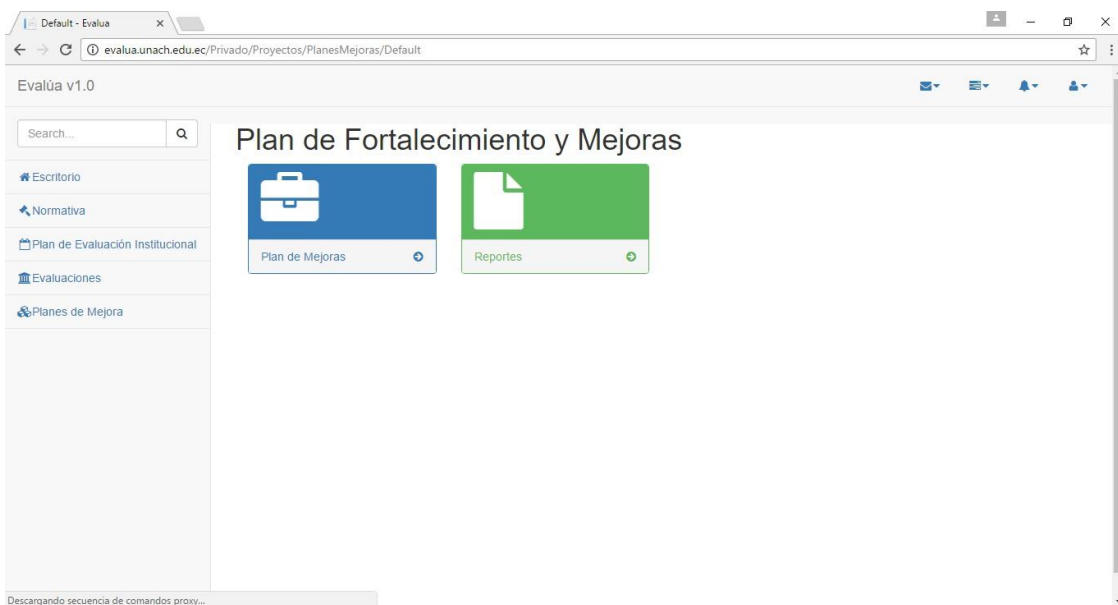 Default - Evalua
evalua.unach.edu.ec/Privado/Proyectos/PlanesMejoras/Default
Evalúa v1.0
Search...
Escritorio
Normativa
Plan de Evaluación Institucional
Evaluaciones
Planes de Mejora
Plan de Fortalecimiento y Mejoras
Plan de Mejoras
Reportes
Descargando secuencia de comandos proxy...